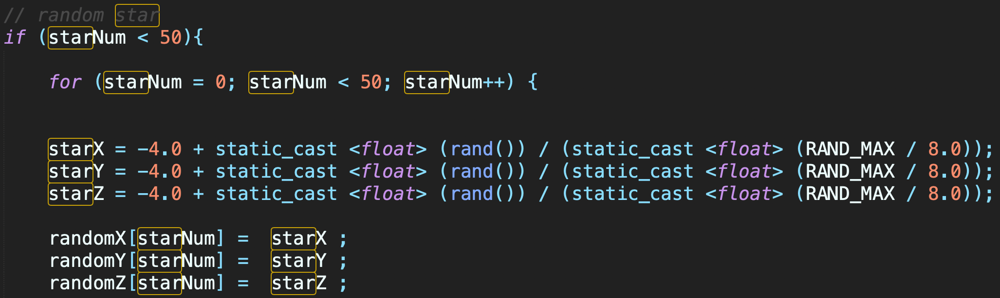 // random star
if (starNum < 50){
for (starNum = 0; starNum < 50; starNum++) {
starX = -4.0 + static_cast <float> (rand()) / (static_cast <float> (RAND_MAX / 8.0));
starY = -4.0 + static_cast <float> (rand()) / (static_cast <float> (RAND_MAX / 8.0));
starZ = -4.0 + static_cast <float> (rand()) / (static_cast <float> (RAND_MAX / 8.0));
randomX[starNum] =  starX ;
randomY[starNum] =  starY ;
randomZ[starNum] =  starZ ;